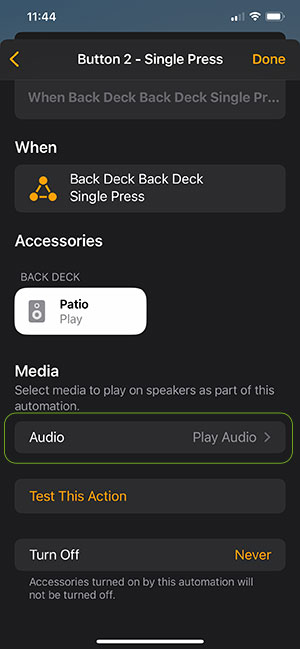 11:44
Button 2 - Single Press
Done
When Back Deck Back Deck Single Pr...
When
Back Deck Back Deck
Single Press
Accessories
BACK DECK
Patio
Play
Media
Select media to play on speakers as part of this
automation.
Audio
Play Audio
Test This Action
Turn Off
Never
Accessories turned on by this automation will
not be turned off.